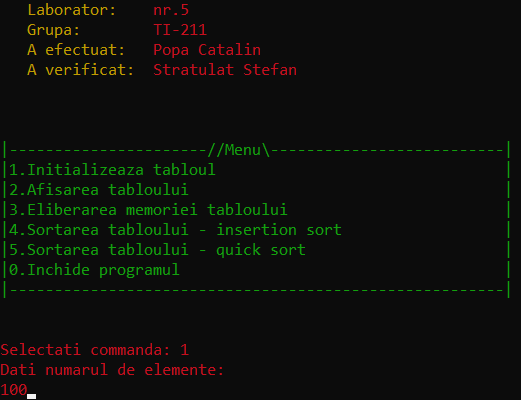 Laborator: nr.5
Grupa: TI-211
A efectuat: Popa Catalin
A verificat: Stratulat Stefan
|----------------------//Menu\--------------------------|
|1.Initializeaza tabloul |
|2.Afisarea tabloului |
|3.Eliberarea memoriei tabloului |
|4.Sortarea tabloului - insertion sort |
|5.Sortarea tabloului - quick sort |
|0.Inchide programul |
|-------------------------------------------------------|
Selectati commanda: 1
Dati numarul de elemente:
100